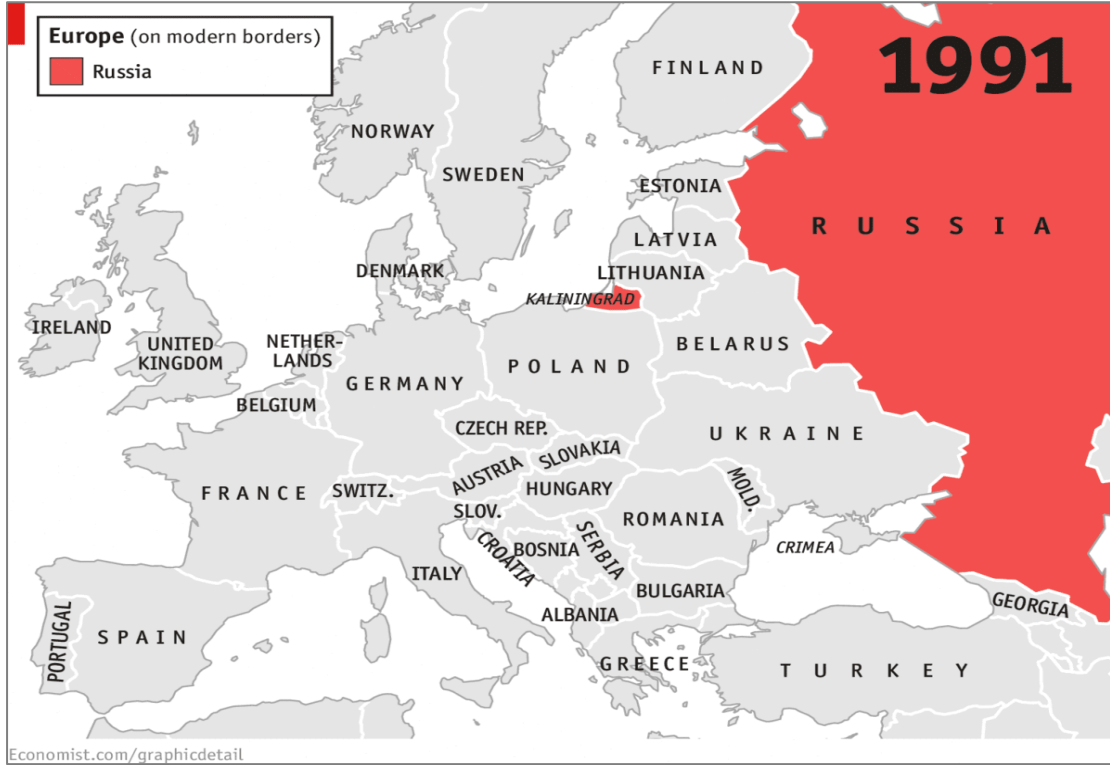 Europe (on modern borders)
Russia
1991
FINLAND
NORWAY
SWEDEN
ESTONIA
RUSSIA
LATVIA
DENMARK
LITHUANIA
KALININGRAD
IRELAND
UNITED
KINGDOM
NETHER-
LANDS
BELARUS
POLAND
GERMANY
BELGIUM
CZECH REP.
UKRAINE
SLOVAKIA
AUSTRIA
FRANCE
SWITZ.
HUNGARY
MOLD.
SLOV.
ROMANIA
CROATIA
BOSNIA
SERBIA
CRIMEA
ITALY
BULGARIA
GEORGIA
ALBANIA
PORTUGAL
SPAIN
GREECE
TURKEY
Economist.com/graphicdetail